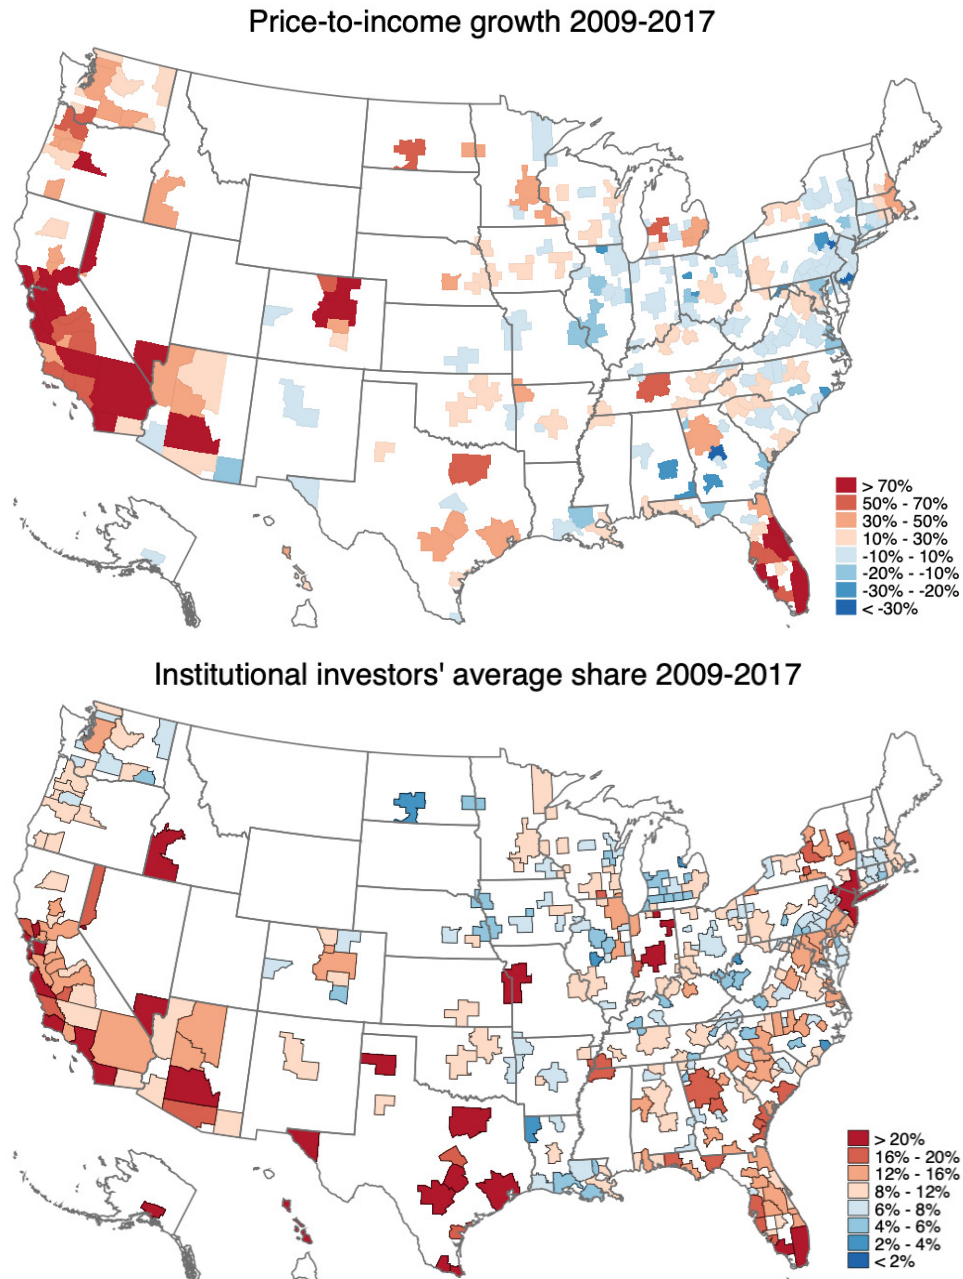 Price-to-income growth 2009-2017
> 70%
50% - 70%
30% - 50%
10% - 30%
-10% - 10%
-20% - -10%
-30% - -20%
< -30%
Institutional investors' average share 2009-2017
> 20%
16% - 20%
12% - 16%
8% - 12%
6% - 8%
4% - 6%
2% - 4%
< 2%